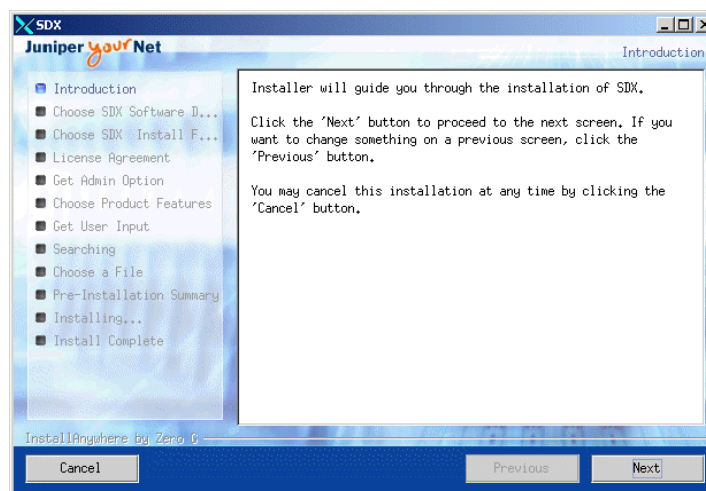 SDX
Juniper your Net
Introduction
Introduction
Choose SDX Software D...
Choose SDX Install F...
License Agreement
Get Admin Option
Choose Product Features
Get User Input
Searching
Choose a File
Pre-Installation Summary
Installing...
Install Complete
Installer will guide you through the installation of SDX.
Click the 'Next' button to proceed to the next screen. If you
want to change something on a previous screen, click the
'Previous' button.
You may cancel this installation at any time by clicking the
'Cancel' button.
InstallAnywhere by Zero G
Cancel
Previous
Next